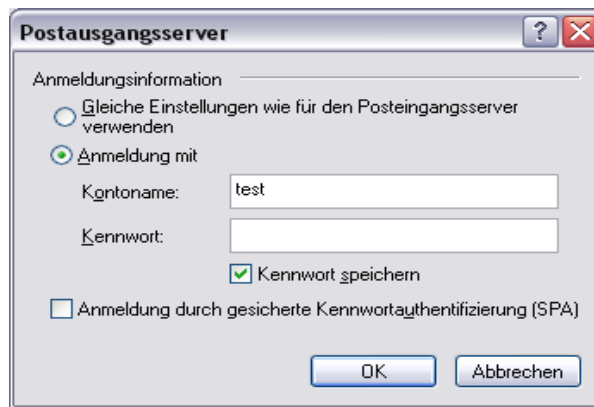 Postausgangsserver
Anmeldungsinformation
Gleiche Einstellungen wie für den Posteingangsserver
verwenden
Anmeldung mit
Kontoname: test
Kennwort:
Kennwort speichern
Anmeldung durch gesicherte Kennwortauthentifizierung (SPA)
OK Abbrechen